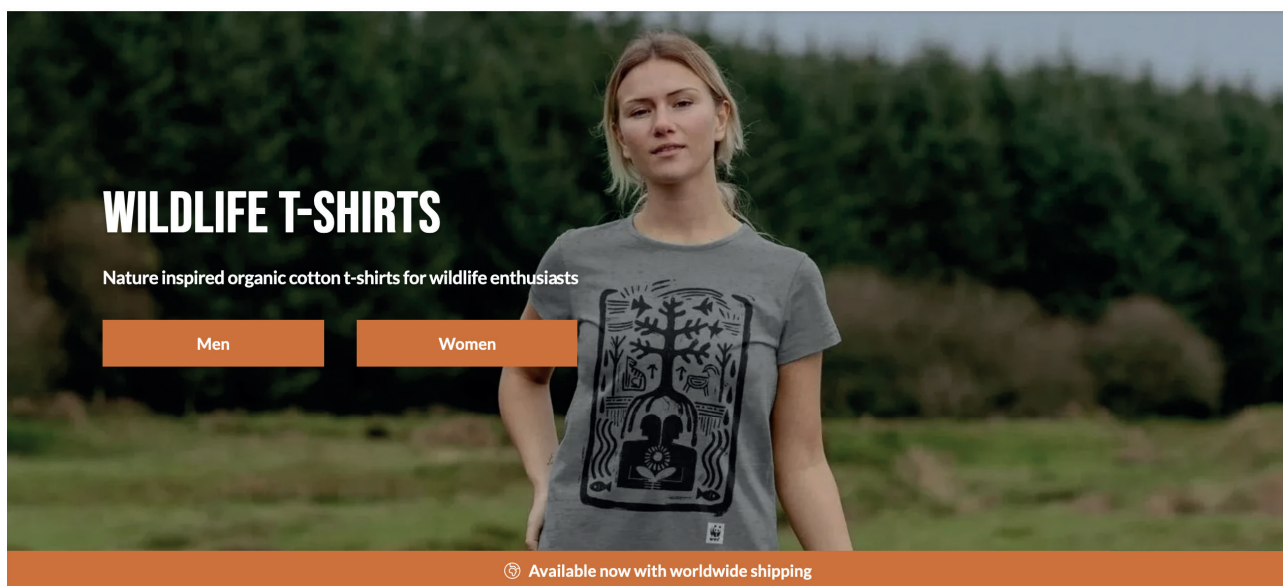 WILDLIFE T-SHIRTS
Nature inspired organic cotton t-shirts for wildlife enthusiasts
Men
Women
Available now with worldwide shipping